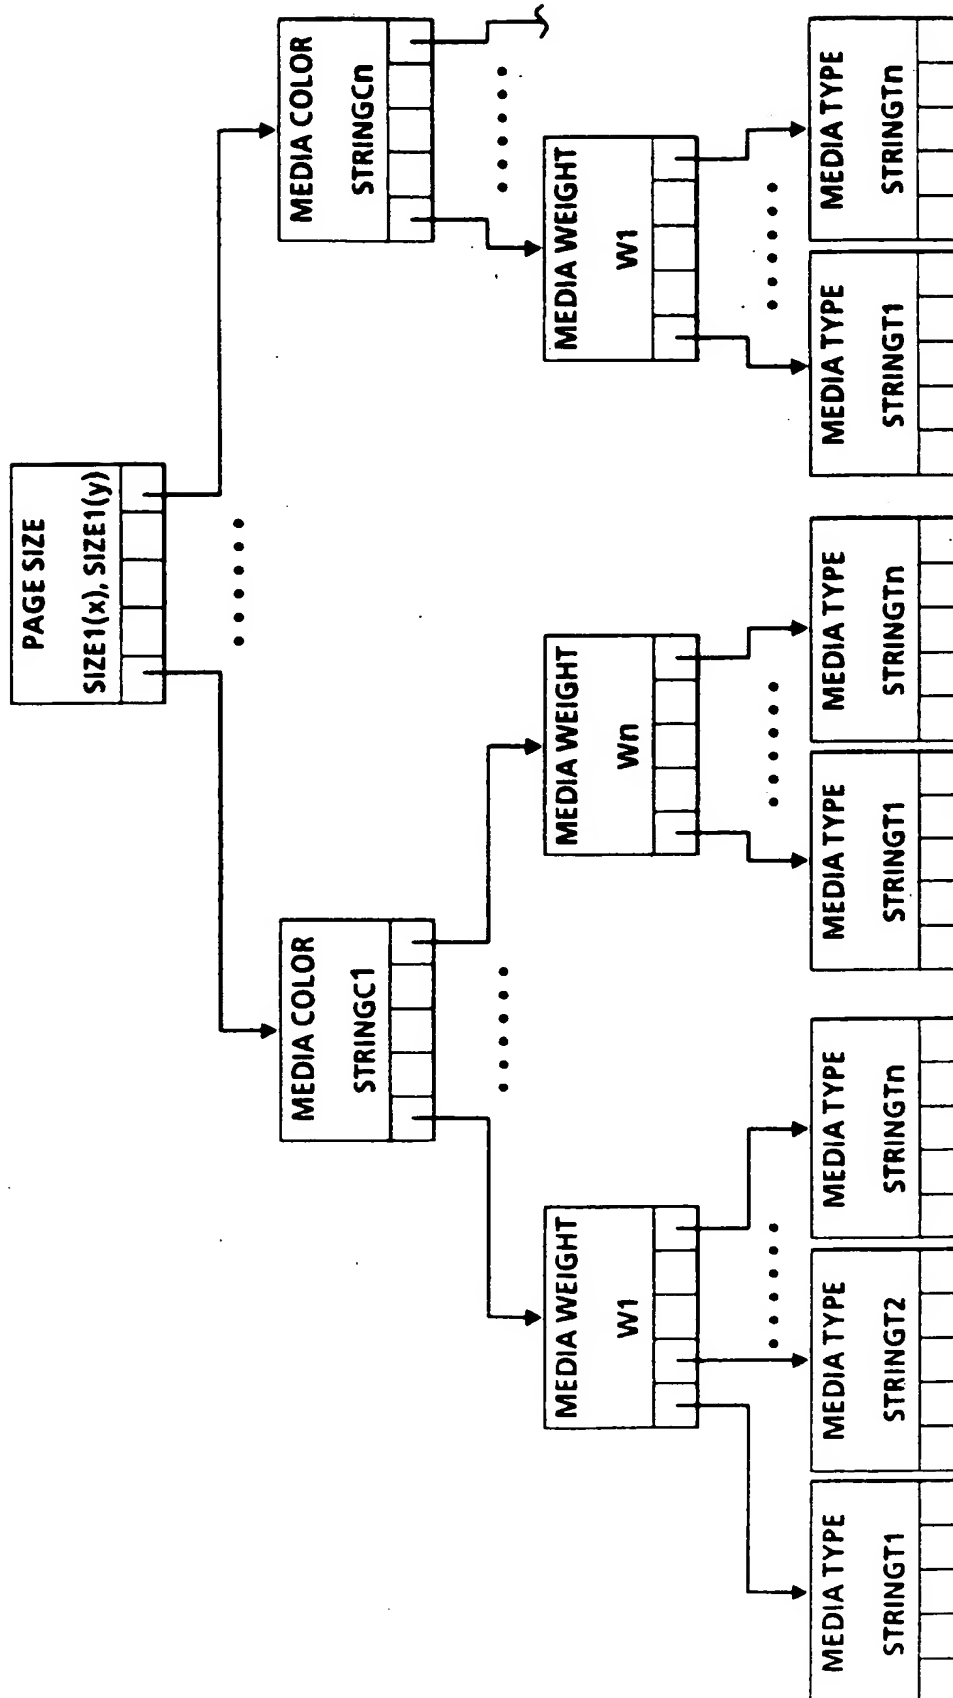 PAGE SIZE
SIZE1(x), SIZE1(y)
MEDIA COLOR
STRINGC1
MEDIA COLOR
STRINGCn
MEDIA WEIGHT
W1
MEDIA WEIGHT
Wn
MEDIA WEIGHT
W1
MEDIA TYPE
STRINGT1
MEDIA TYPE
STRINGT2
MEDIA TYPE
STRINGTn
MEDIA TYPE
STRINGT1
MEDIA TYPE
STRINGTn
MEDIA TYPE
STRINGT1
MEDIA TYPE
STRINGTn